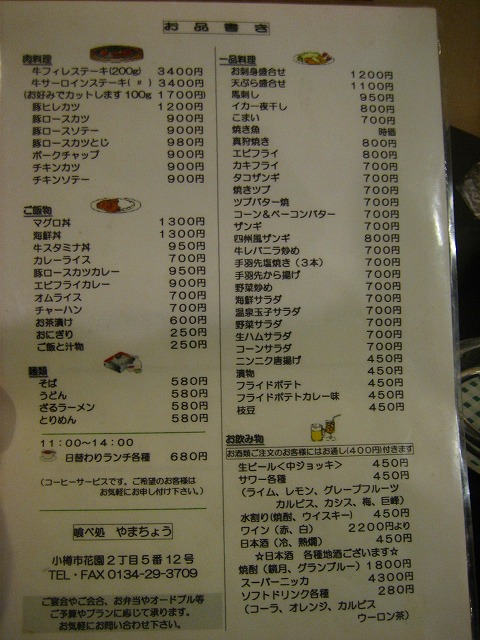 お品書き
肉料理
牛フィレステーキ(200g) 3400円
牛サーロインステーキ( 〃 ) 3400円
(お好みでカットします 100g 1700円)
豚ヒレカツ 1200円
豚ロースカツ 900円
豚ロースソテー 900円
豚ロースカツとじ 980円
ポークチャップ 900円
チキンカツ 900円
チキンソテー 900円
ご飯物
マグロ丼 1300円
海鮮丼 1300円
牛スタミナ丼 950円
カレーライス 700円
豚ロースカツカレー 950円
エビフライカレー 900円
オムライス 700円
チャーハン 700円
お茶漬け 600円
おにぎり 250円
ご飯と汁物 250円
麺類
そば 580円
うどん 580円
ざるラーメン 580円
とりめん 580円
11:00～14:00
日替わりランチ各種 680円
(コーヒーサービスです。ご希望のお客様は
お気軽にお申し付け下さい。)
喰べ処 やまちょう
小樽市花園2丁目5番12号
TEL・FAX 0134-29-3709
ご宴会やご会合、お弁当やオードブル等
ご予算やプランに応じて承ります。
お気軽にお問い合わせ下さい。
一品料理
お刺身盛合せ 1200円
天ぷら盛合せ 1100円
馬刺し 950円
イカ一夜干し 800円
こまい 700円
焼き魚 時価
真狩焼き 800円
エビフライ 800円
カキフライ 700円
タコザンギ 700円
焼きツブ 700円
ツブバター焼 700円
コーン&ベーコンバター 700円
ザンギ 700円
四州風ザンギ 800円
牛レバニラ炒め 700円
手羽先塩焼き(3本) 700円
手羽先から揚げ 700円
野菜炒め 700円
海鮮サラダ 700円
温泉玉子サラダ 700円
野菜サラダ 700円
生ハムサラダ 700円
コーンサラダ 700円
ニンニク唐揚げ 450円
漬物 450円
フライドポテト 450円
フライドポテトカレー味 450円
枝豆 450円
お飲み物
お酒類ご注文のお客様にはお通し(400円)付きます
生ビール<中ジョッキ> 450円
サワー各種 450円
(ライム、レモン、グレープフルーツ
カルピス、カシス、梅、巨峰)
水割り(焼酎、ウイスキー) 450円
ワイン(赤、白) 2200円より
日本酒(冷、熱燗) 450円
☆日本酒 各種地酒ございます☆
焼酎(鏡月、グランブルー) 1800円
スーパーニッカ 4300円
ソフトドリンク各種 280円
(コーラ、オレンジ、カルピス
ウーロン茶)